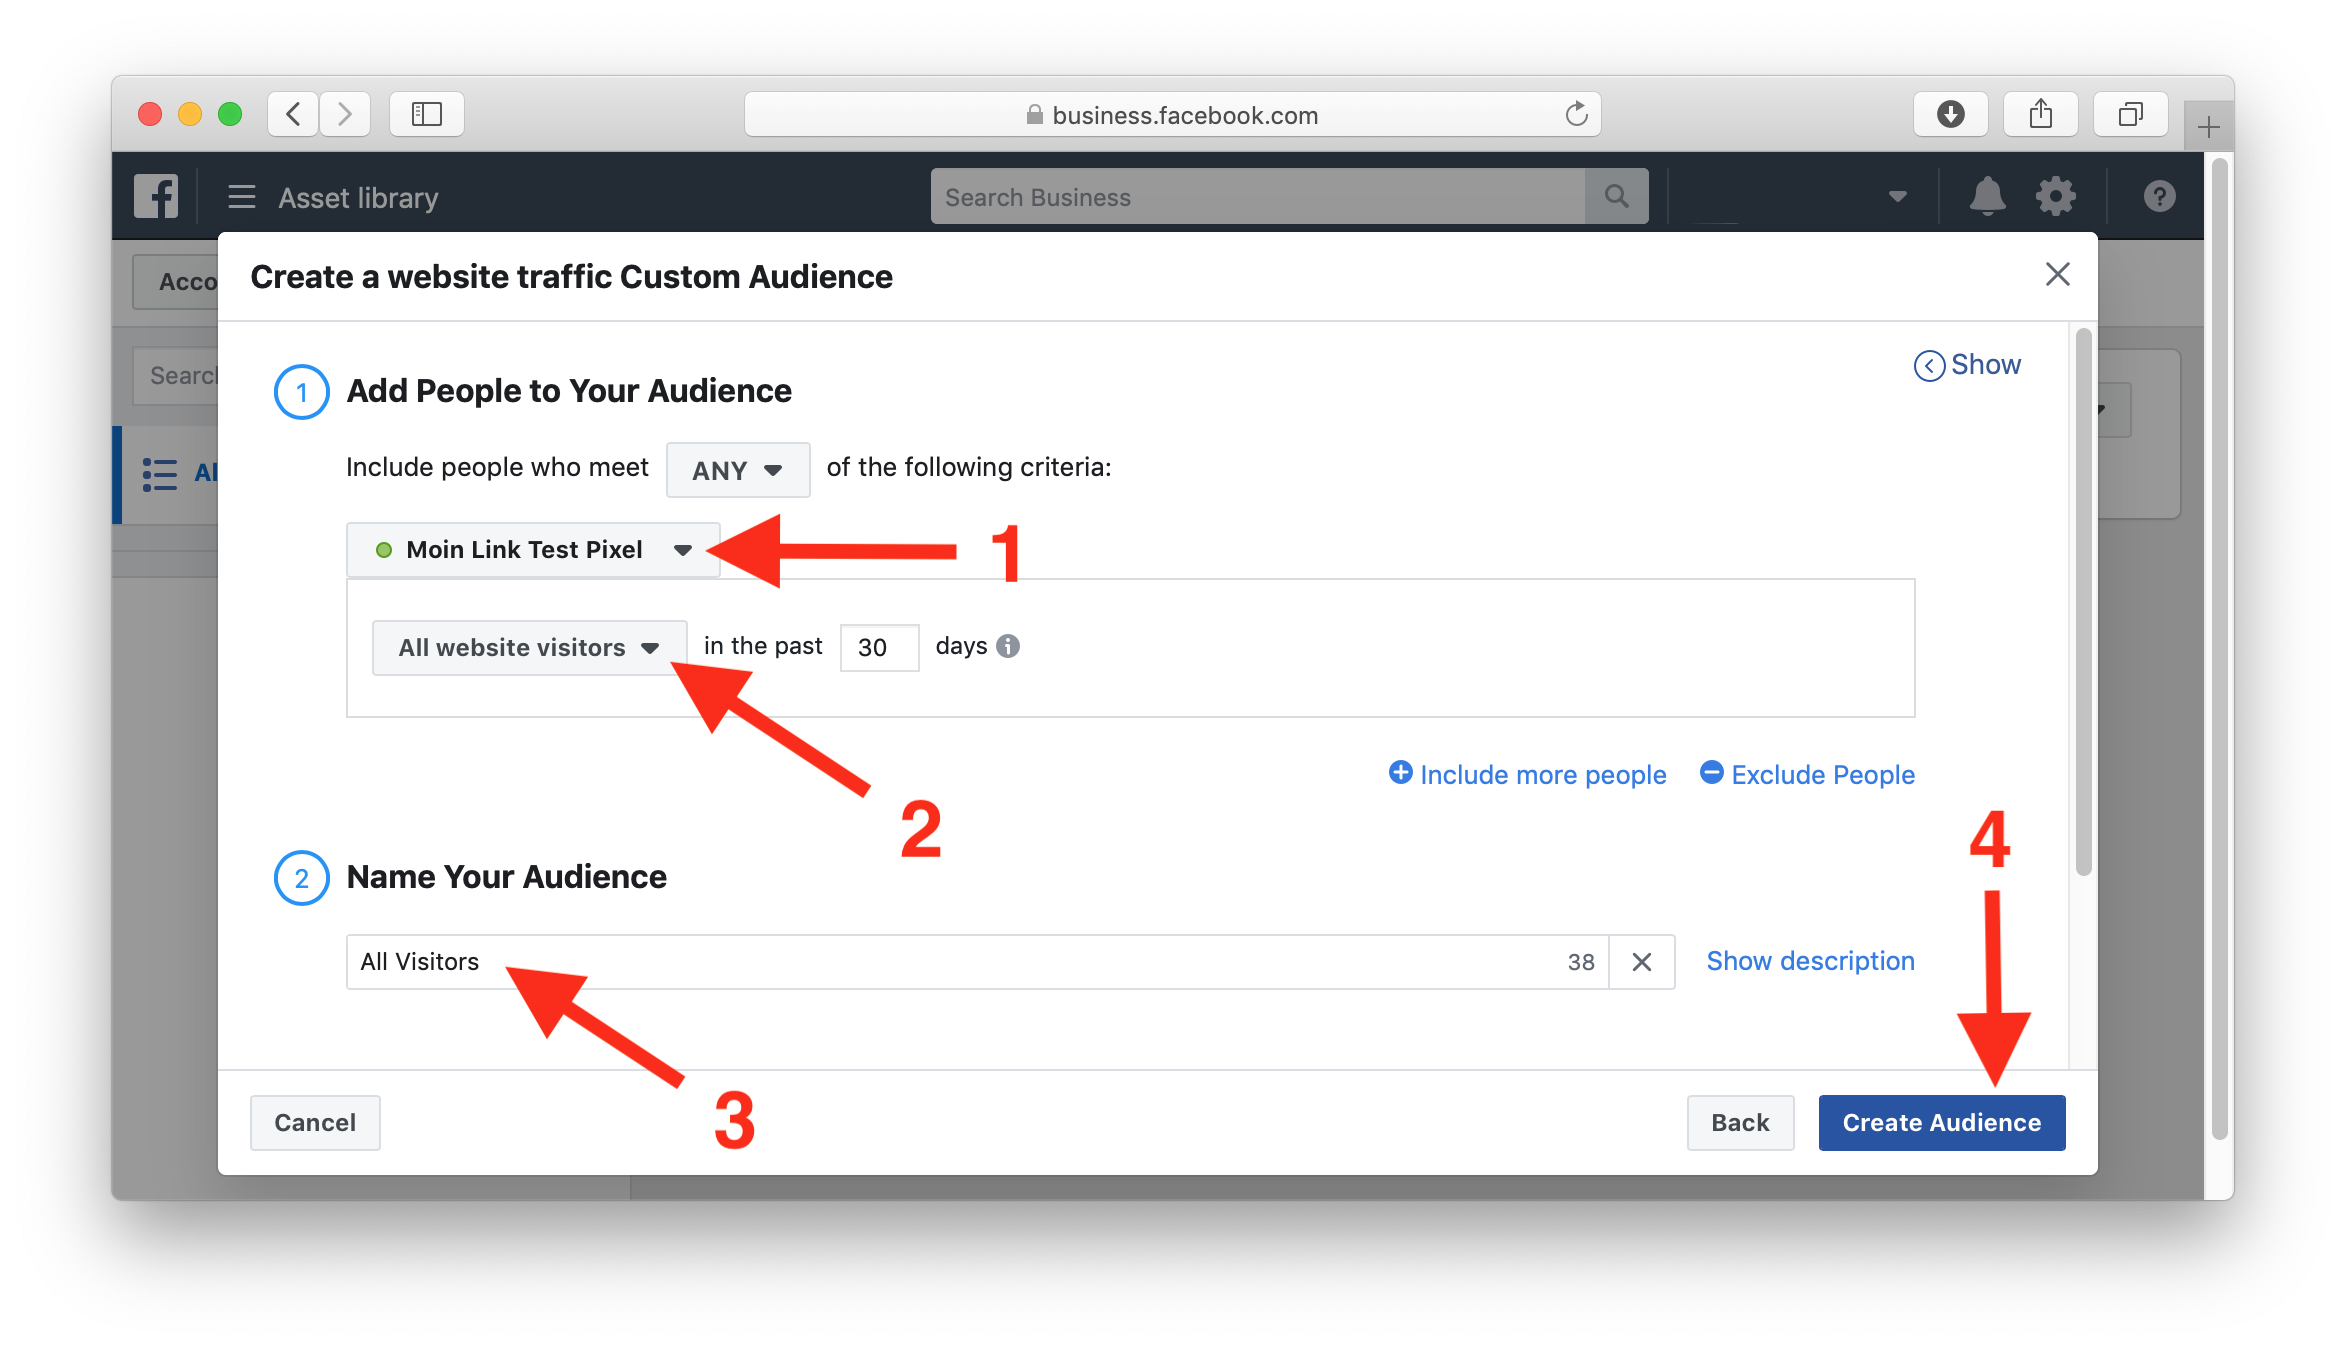 business.facebook.com
Asset library
Search Business
Acco
Create a website traffic Custom Audience
Search
Show
1 Add People to Your Audience
Include people who meet ANY of the following criteria:
Moin Link Test Pixel
1
Al
All website visitors in the past 30 days
Include more people Exclude People
2
4
2 Name Your Audience
All Visitors 38 Show description
3
Cancel Back Create Audience